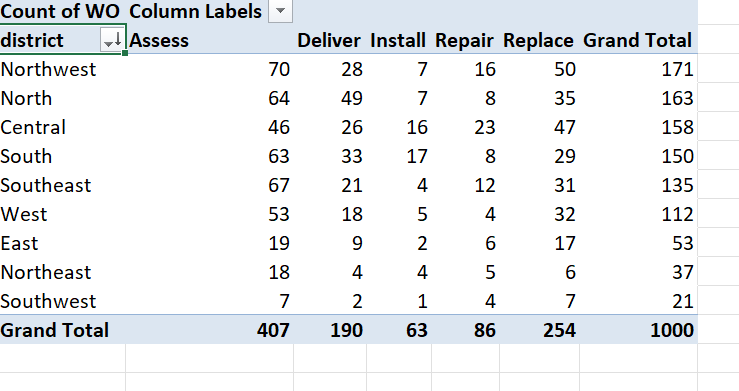 Count of WO Column Labels
district Assess Deliver Install Repair Replace Grand Total
Northwest 70 28 7 16 50 171
North 64 49 7 8 35 163
Central 46 26 16 23 47 158
South 63 33 17 8 29 150
Southeast 67 21 4 12 31 135
West 53 18 5 4 32 112
East 19 9 2 6 17 53
Northeast 18 4 4 5 6 37
Southwest 7 2 1 4 7 21
Grand Total 407 190 63 86 254 1000